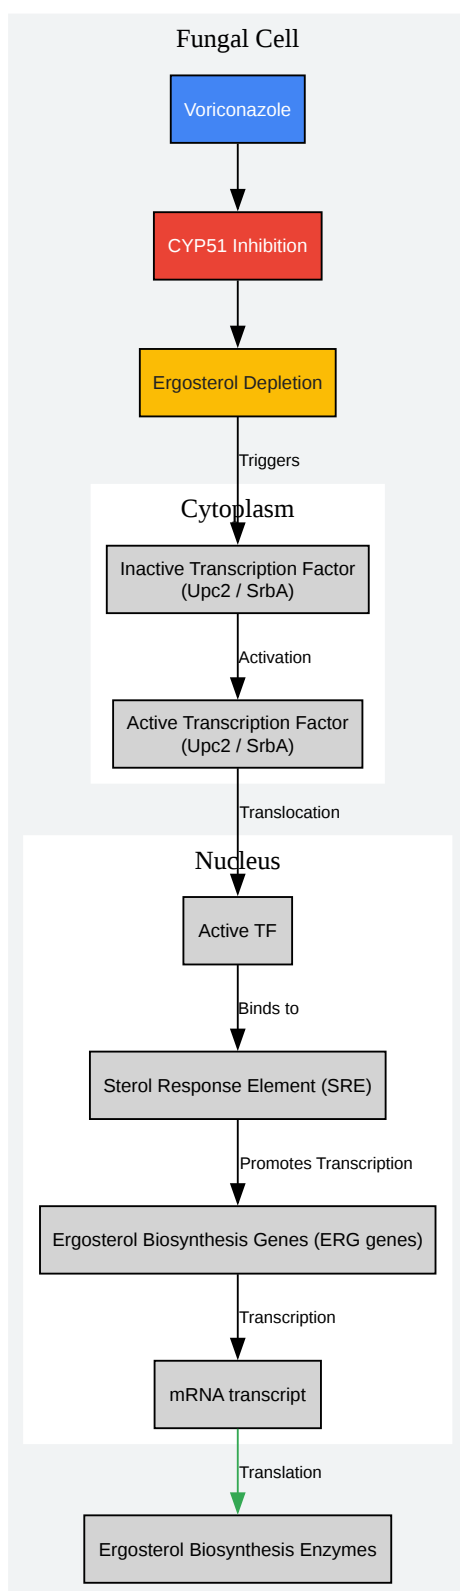 Fungal Cell
Voriconazole
CYP51 Inhibition
Ergosterol Depletion
Triggers
Cytoplasm
Inactive Transcription Factor
(Upc2 / SrbA)
Activation
Active Transcription Factor
(Upc2 / SrbA)
Translocation
Nucleus
Active TF
Binds to
Sterol Response Element (SRE)
Promotes Transcription
Ergosterol Biosynthesis Genes (ERG genes)
Transcription
mRNA transcript
Translation
Ergosterol Biosynthesis Enzymes